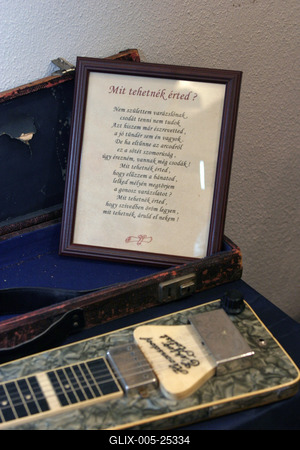 Mit tehetnék érted?
Nem születtem varázslónak,
csodát tenni nem tudok
Azt hiszem már észrevetted,
a jó tündér sem én vagyok.
De ha eltűnne az arcodról
ez a sötét szomorúság,
úgy érezném, vannak még csodák!
Mit tehetnék érted,
hogy elűzzem a bánatod,
lelked mélyén megtörjem
a gonosz varázslatot?
Mit tehetnék érted,
hogy szívedben öröm legyen,
mit tehetnék, áruld el nekem!
GLIX-005-25334